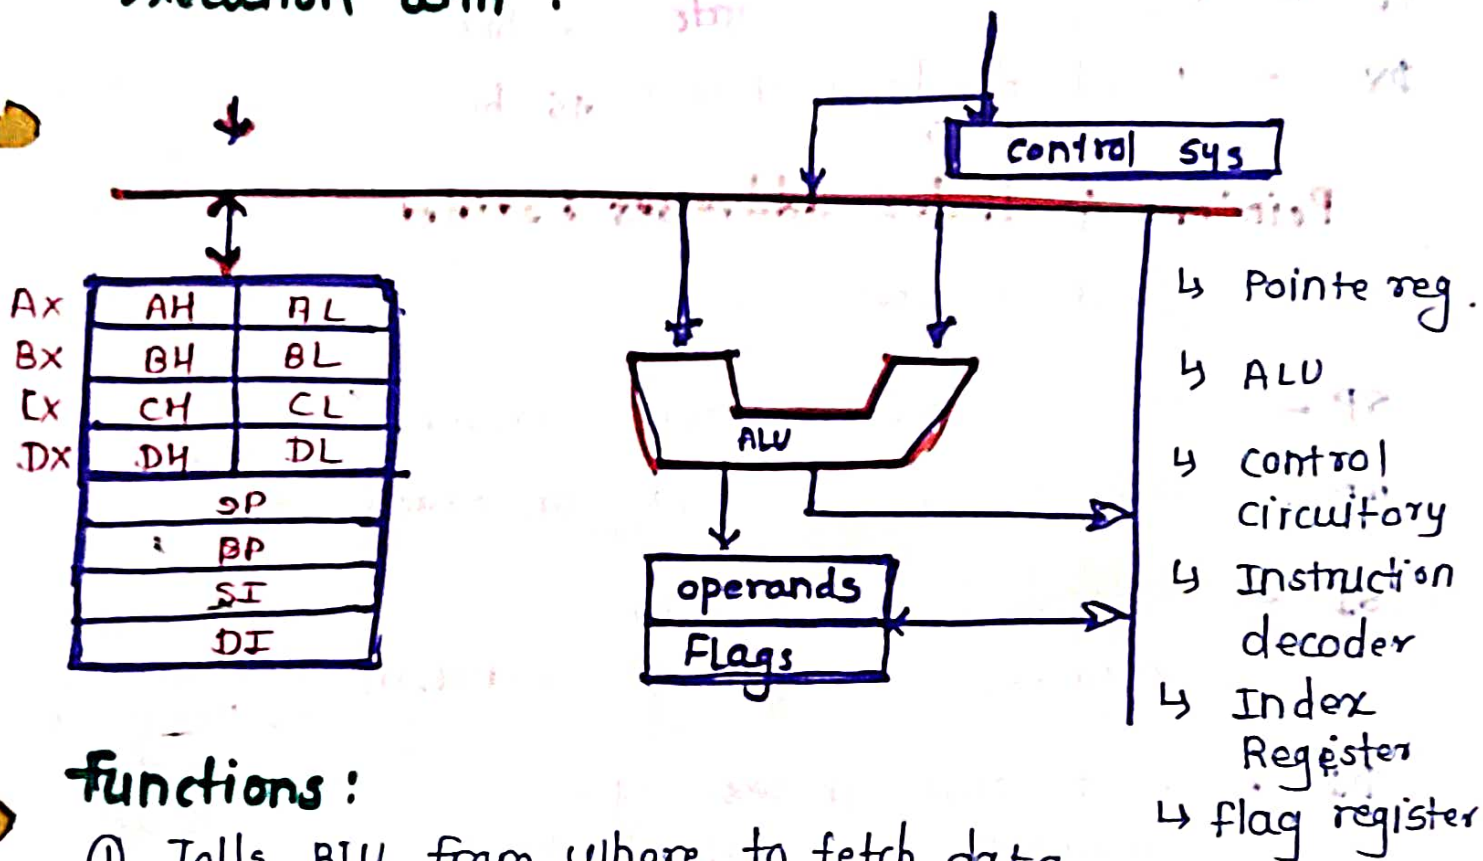 control sys
Ax AH AL
Bx BH BL
Cx CH CL
Dx DH DL
SP
BP
SI
DI
ALU
operands
Flags
↳ Pointe reg.
↳ ALU
↳ control
circuitory
↳ Instruction
decoder
↳ Index
Register
↳ flag register
functions :
① Tells BIU from where to fetch data